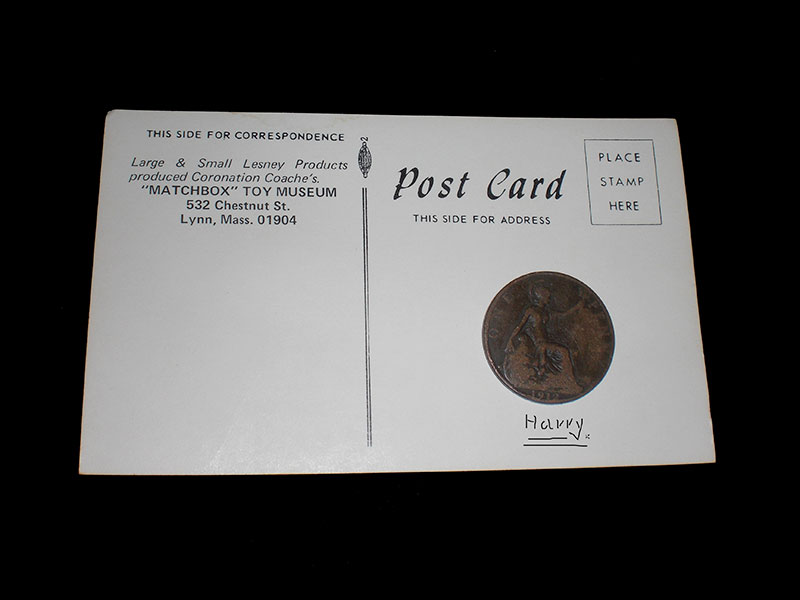 THIS SIDE FOR CORRESPONDENCE
Large & Small Lesney Products
produced Coronation Coache's.
"MATCHBOX" TOY MUSEUM
532 Chestnut St.
Lynn, Mass. 01904
2
Post Card
THIS SIDE FOR ADDRESS
PLACE
STAMP
HERE
Harry